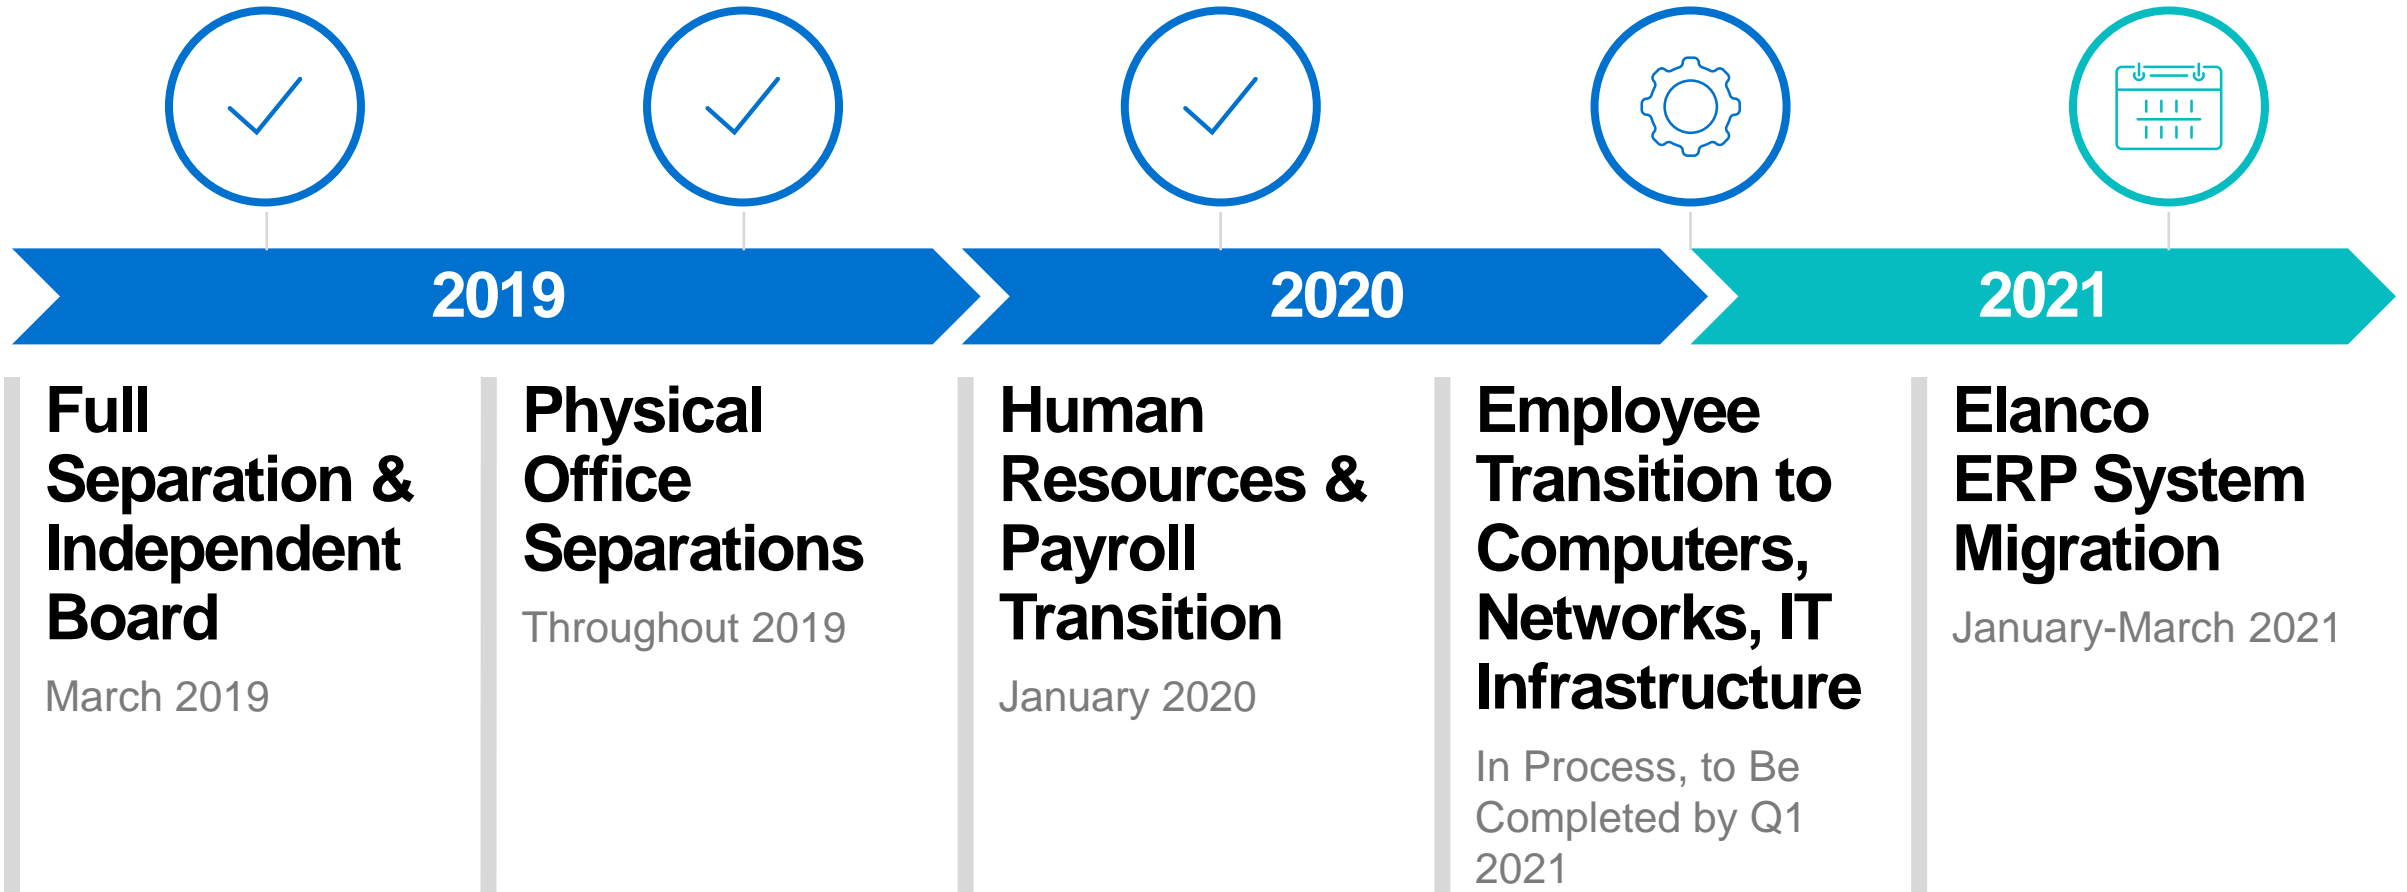 2019
2020
2021
Full
Separation &
Independent
Board
March 2019
Physical
Office
Separations
Throughout 2019
Human
Resources &
Payroll
Transition
January 2020
Employee
Transition to
Computers,
Networks, IT
Infrastructure
In Process, to Be
Completed by Q1
2021
Elanco
ERP System
Migration
January-March 2021